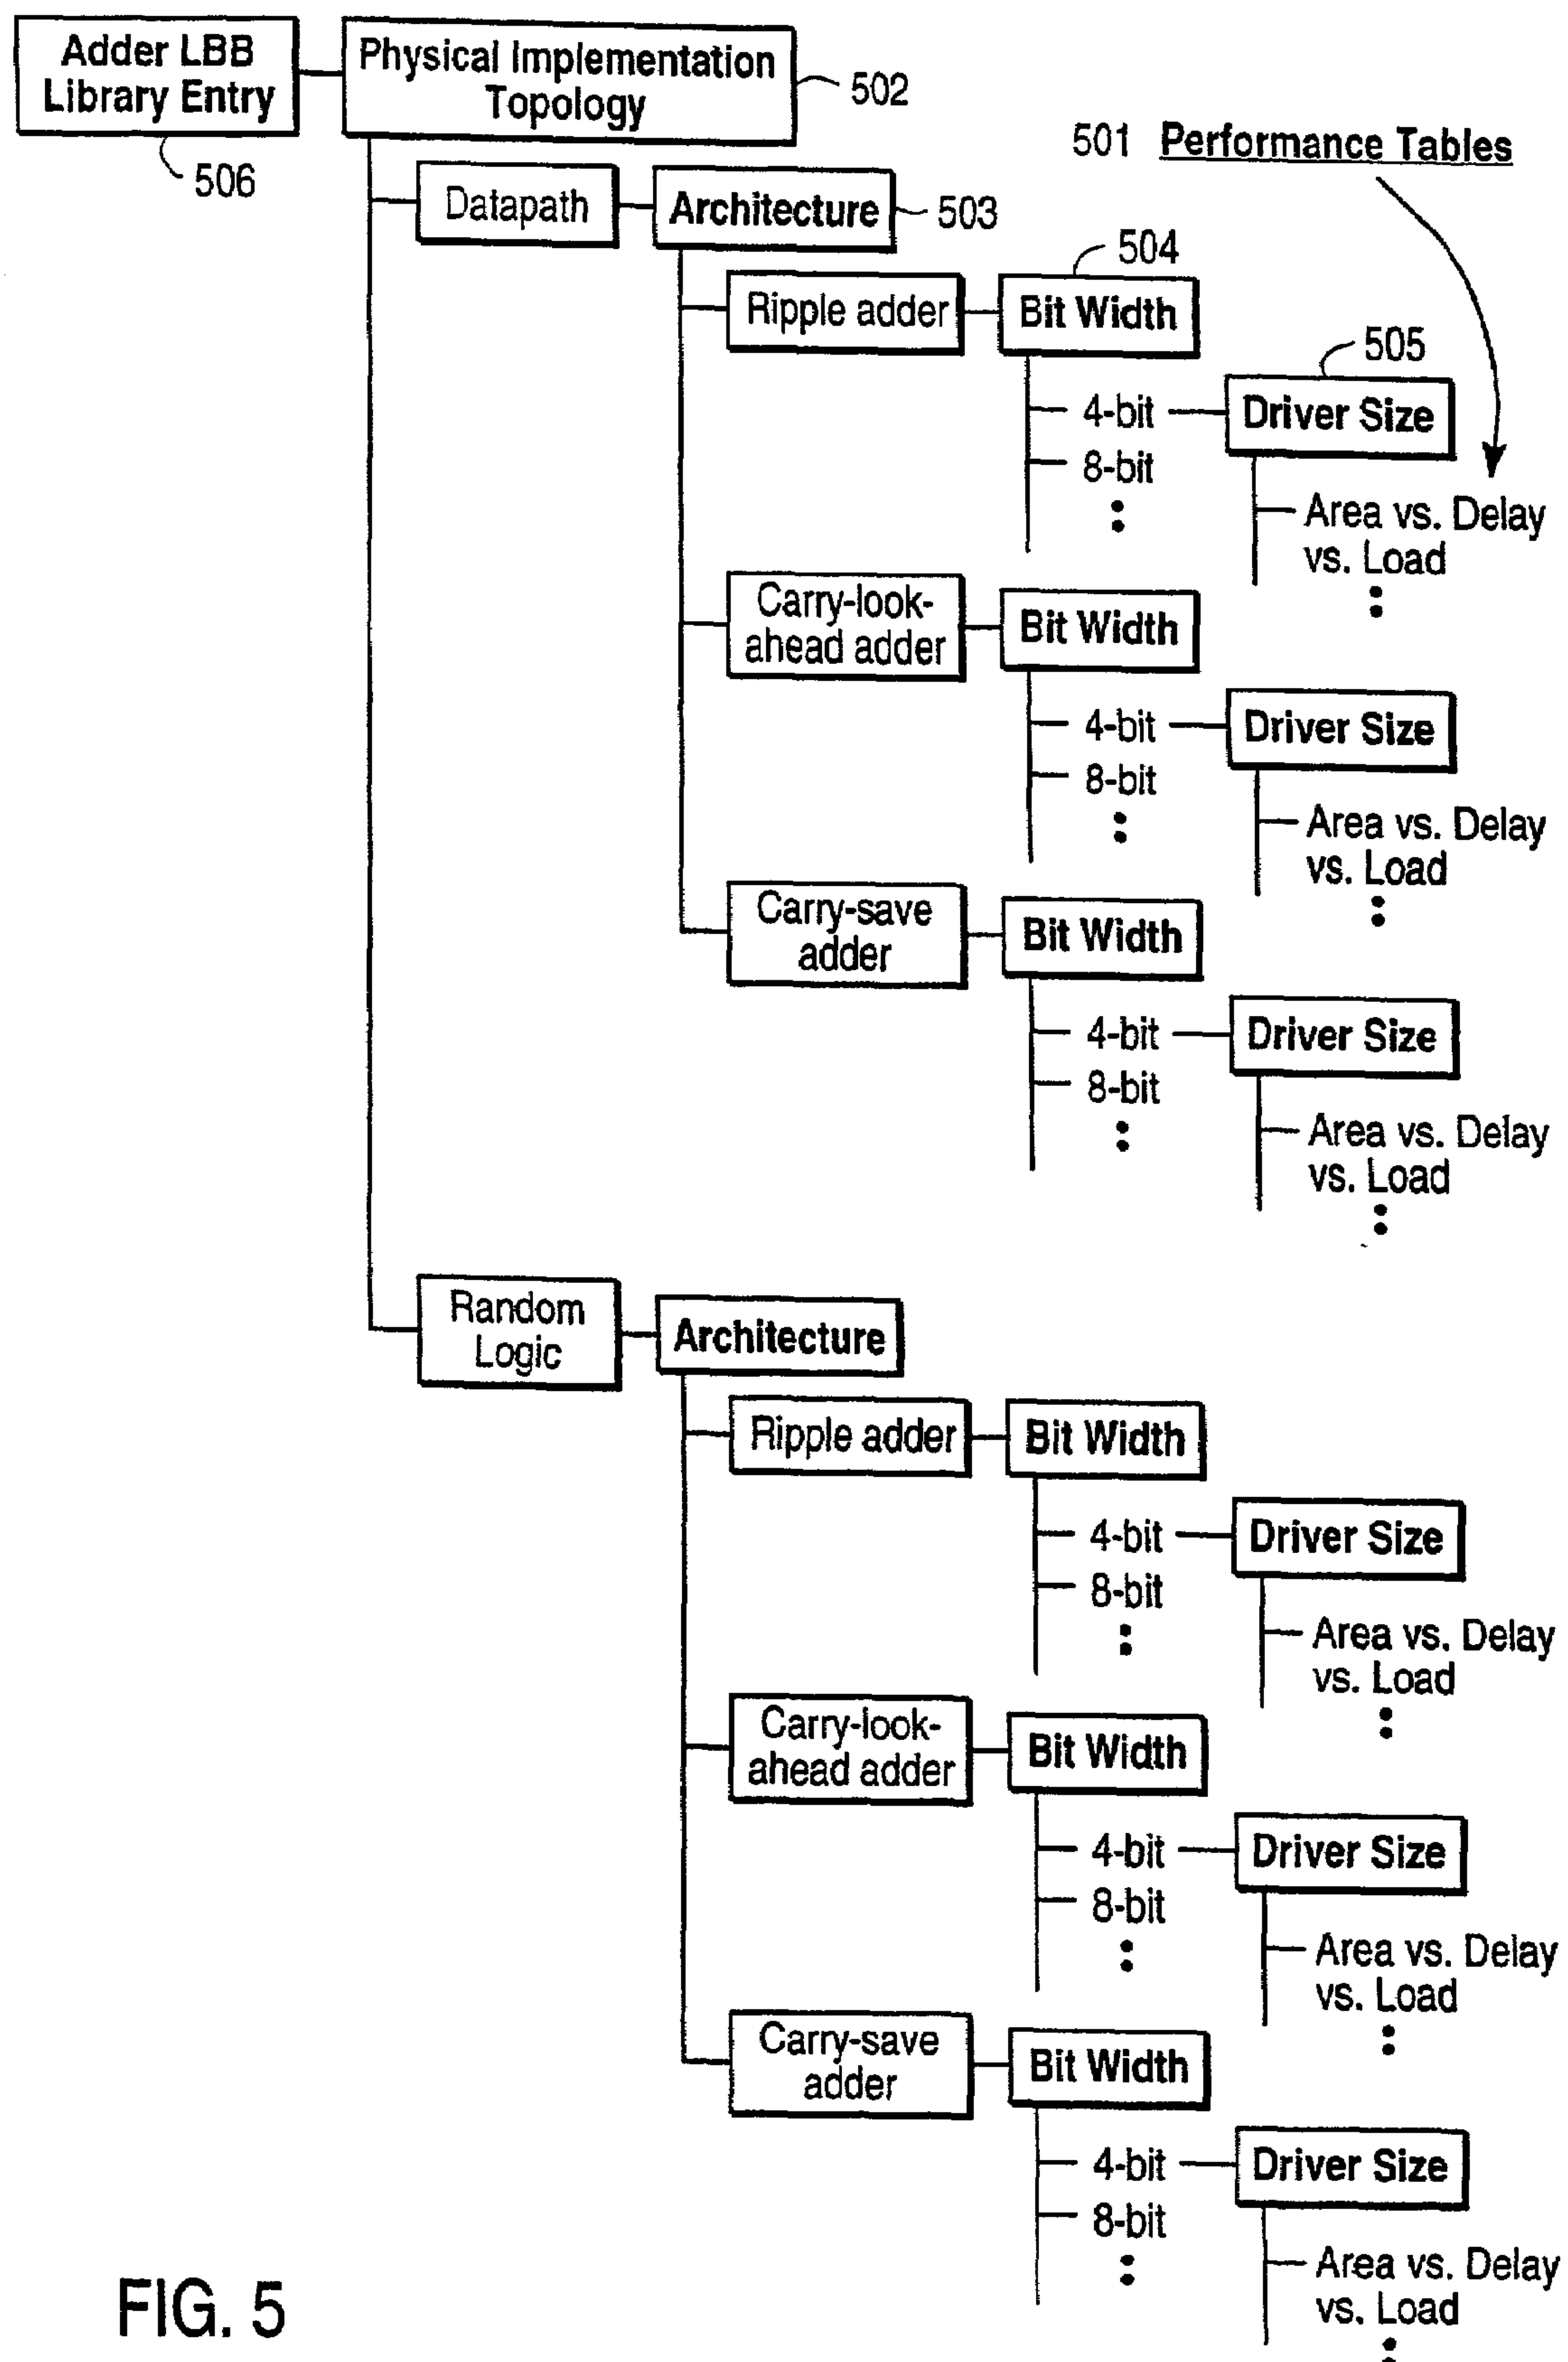 Adder LBB
Library Entry
506
Physical Implementation
Topology
502
501 Performance Tables
Datapath
Architecture
503
Ripple adder
504
Bit Width
4-bit
8-bit
505
Driver Size
Area vs. Delay
vs. Load
Carry-look-
ahead adder
Bit Width
4-bit
8-bit
Driver Size
Area vs. Delay
vs. Load
Carry-save
adder
Bit Width
4-bit
8-bit
Driver Size
Area vs. Delay
vs. Load
Random
Logic
Architecture
Ripple adder
Bit Width
4-bit
8-bit
Driver Size
Area vs. Delay
vs. Load
Carry-look-
ahead adder
Bit Width
4-bit
8-bit
Driver Size
Area vs. Delay
vs. Load
Carry-save
adder
Bit Width
4-bit
8-bit
Driver Size
Area vs. Delay
vs. Load
FIG. 5